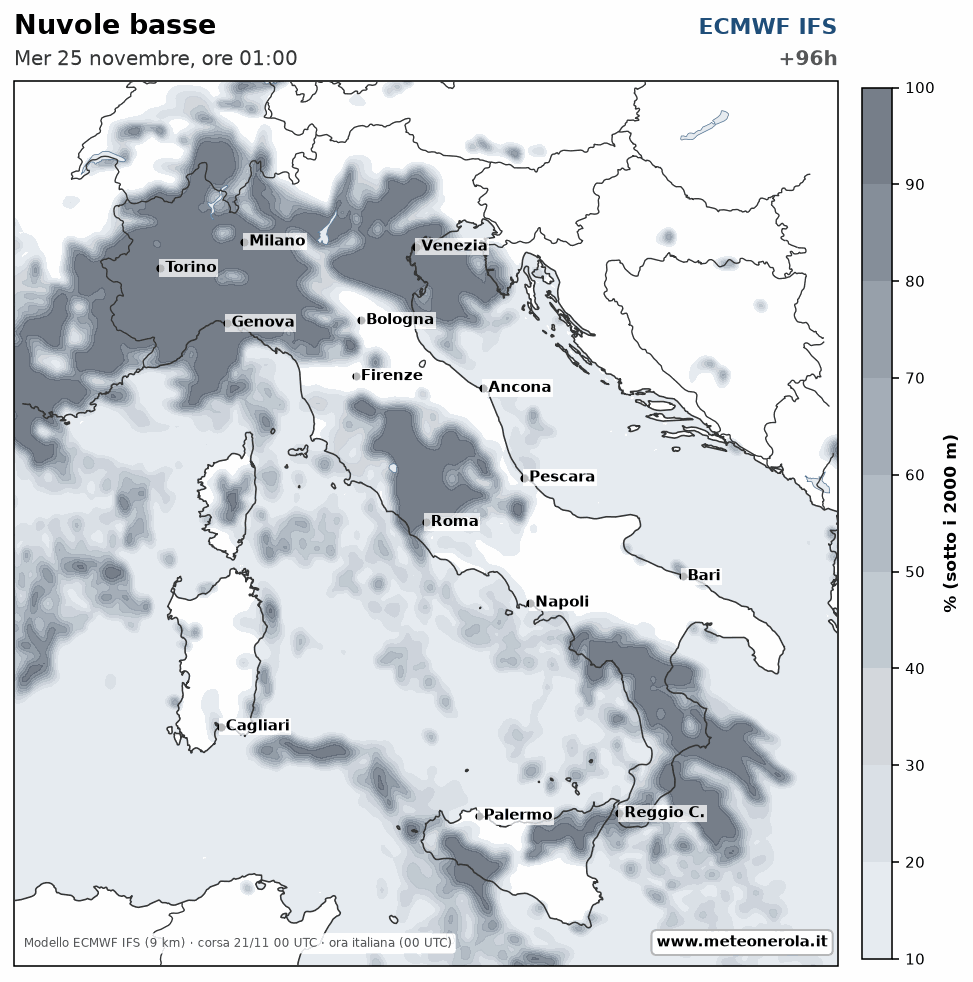 Nuvole basse
ECMWF IFS
Mer 25 novembre, ore 01:00
+96h
Milano
Venezia
Torino
Genova
Bologna
Firenze
Ancona
Pescara
Roma
Bari
Napoli
Cagliari
Palermo
Reggio C.
100
90
80
70
60
50
40
30
20
10
% (sotto i 2000 m)
Modello ECMWF IFS (9 km) · corsa 21/11 00 UTC · ora italiana (00 UTC)
www.meteonerola.it